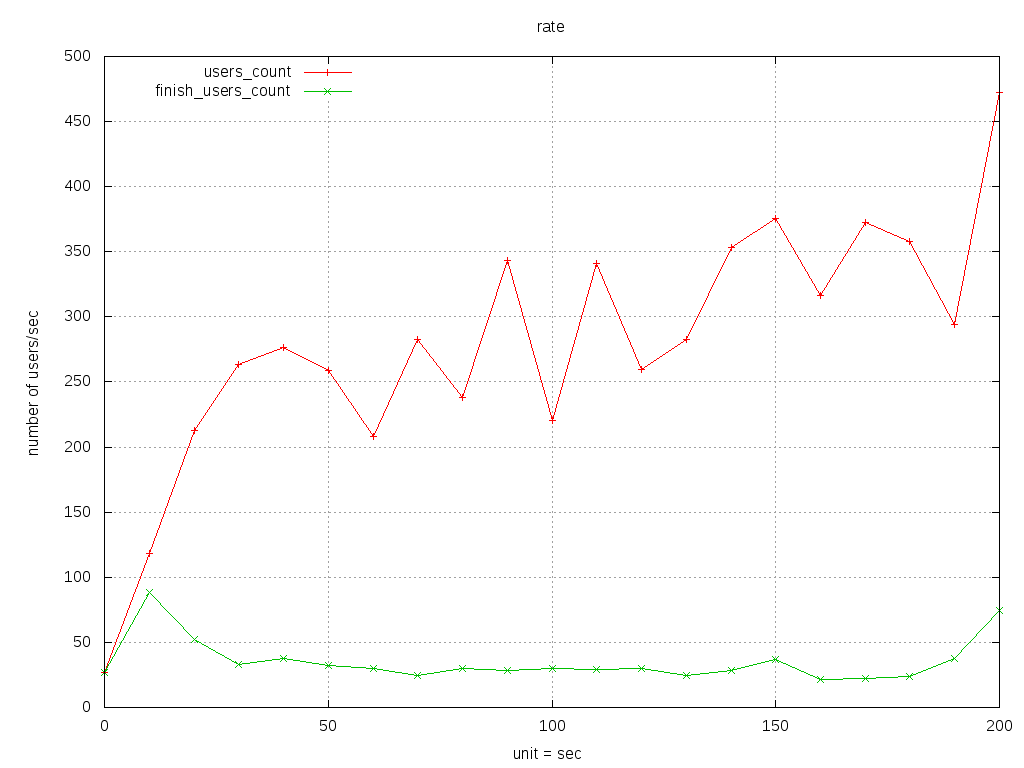 rate
users_count
finish_users_count
500
450
400
350
300
250
200
150
100
50
0
number of users/sec
0 50 100 150 200
unit = sec